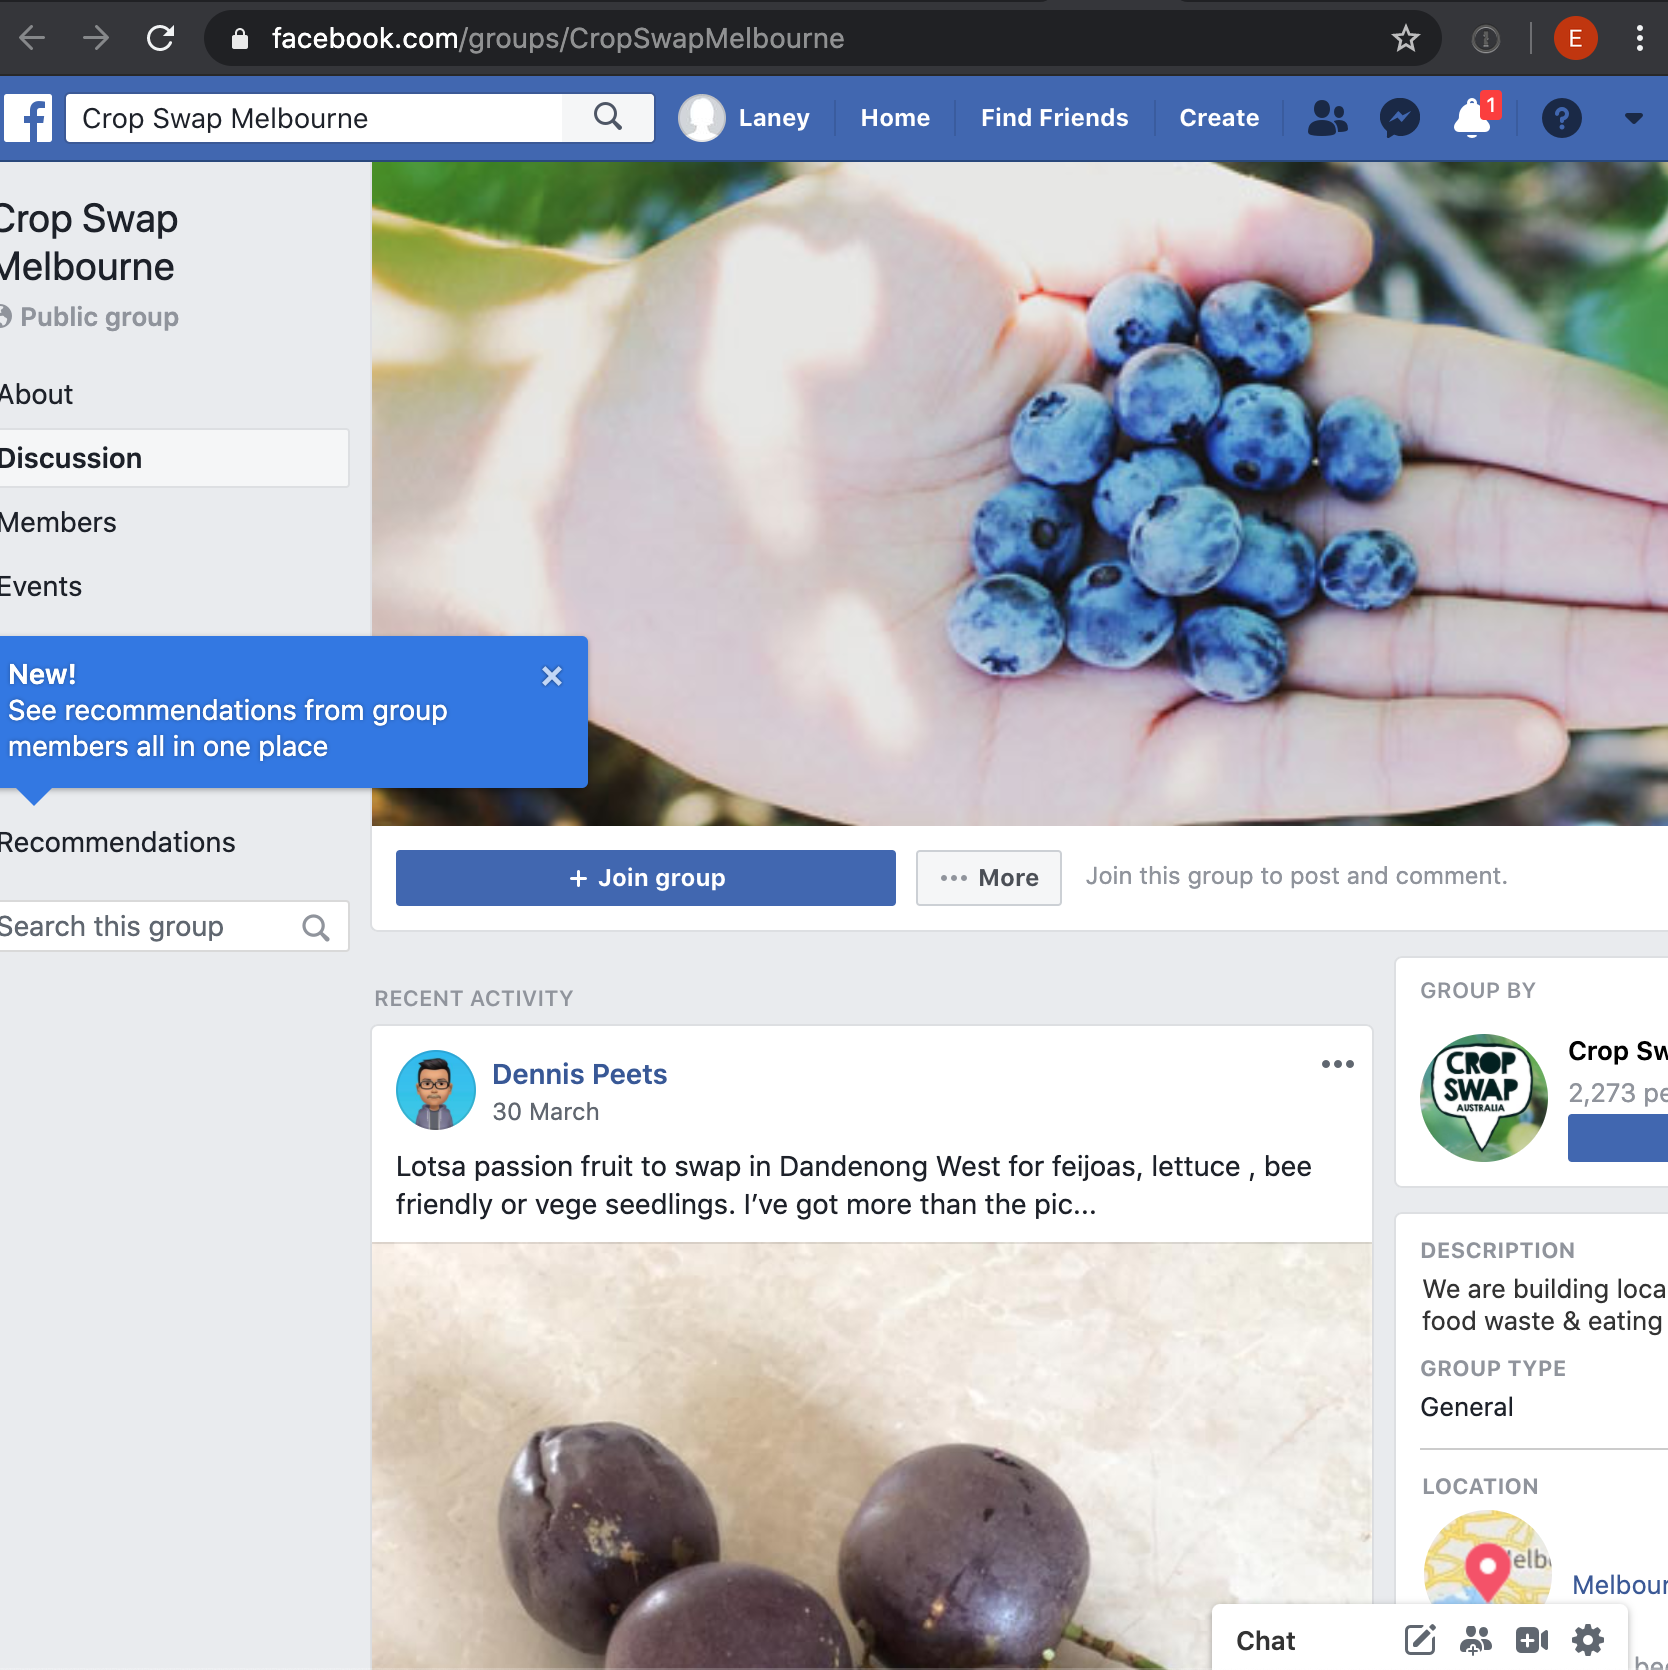 facebook.com/groups/CropSwapMelbourne
E
Crop Swap Melbourne
Laney
Home
Find Friends
Create
1
?
Crop Swap
Melbourne
Public group
About
Discussion
Members
Events
New!
See recommendations from group
members all in one place
Recommendations
Search this group
+ Join group
••• More
Join this group to post and comment.
RECENT ACTIVITY
Dennis Peets
30 March
Lotsa passion fruit to swap in Dandenong West for feijoas, lettuce , bee
friendly or vege seedlings. I’ve got more than the pic...
GROUP BY
CROP
SWAP
AUSTRALIA
Crop Sw
2,273 pe
DESCRIPTION
We are building loca
food waste & eating
GROUP TYPE
General
LOCATION
Melb
Melbour
Chat